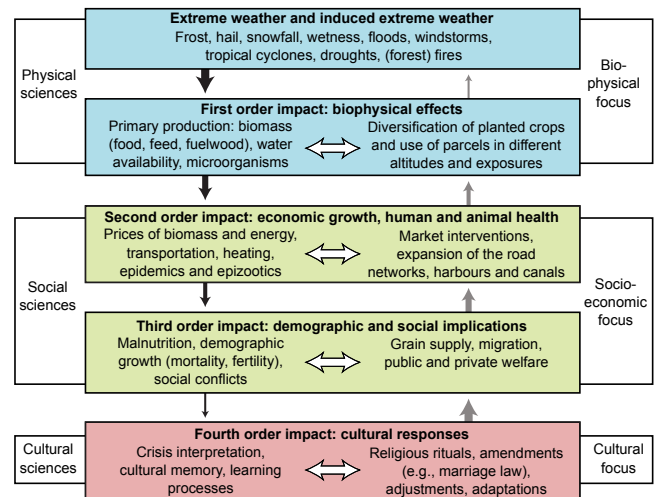 Extreme weather and induced extreme weather
Frost, hail, snowfall, wetness, floods, windstorms,
tropical cyclones, droughts, (forest) fires
Physical
sciences
Bio-
physical
focus
First order impact: biophysical effects
Primary production: biomass
(food, feed, fuelwood), water
availability, microorganisms
Diversification of planted crops
and use of parcels in different
altitudes and exposures
Second order impact: economic growth, human and animal health
Prices of biomass and energy,
transportation, heating,
epidemics and epizootics
Market interventions,
expansion of the road
networks, harbours and canals
Social
sciences
Socio-
economic
focus
Third order impact: demographic and social implications
Malnutrition, demographic
growth (mortality, fertility),
social conflicts
Grain supply, migration,
public and private welfare
Fourth order impact: cultural responses
Crisis interpretation,
cultural memory, learning
processes
Religious rituals, amendments
(e.g., marriage law),
adjustments, adaptations
Cultural
sciences
Cultural
focus